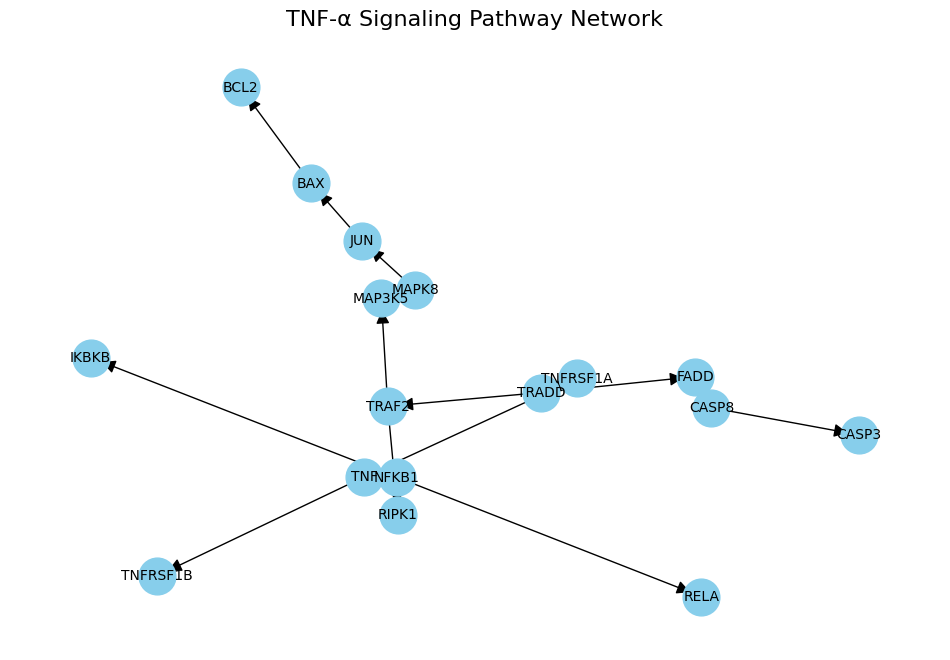 TNF-α Signaling Pathway Network
BCL2
BAX
JUN
MAPK8
MAP3K5
IKBKB
TNFRSF1A
FADD
TRADD
TRAF2
CASP8
CASP3
TNF
NFKB1
RIPK1
TNFRSF1B
RELA